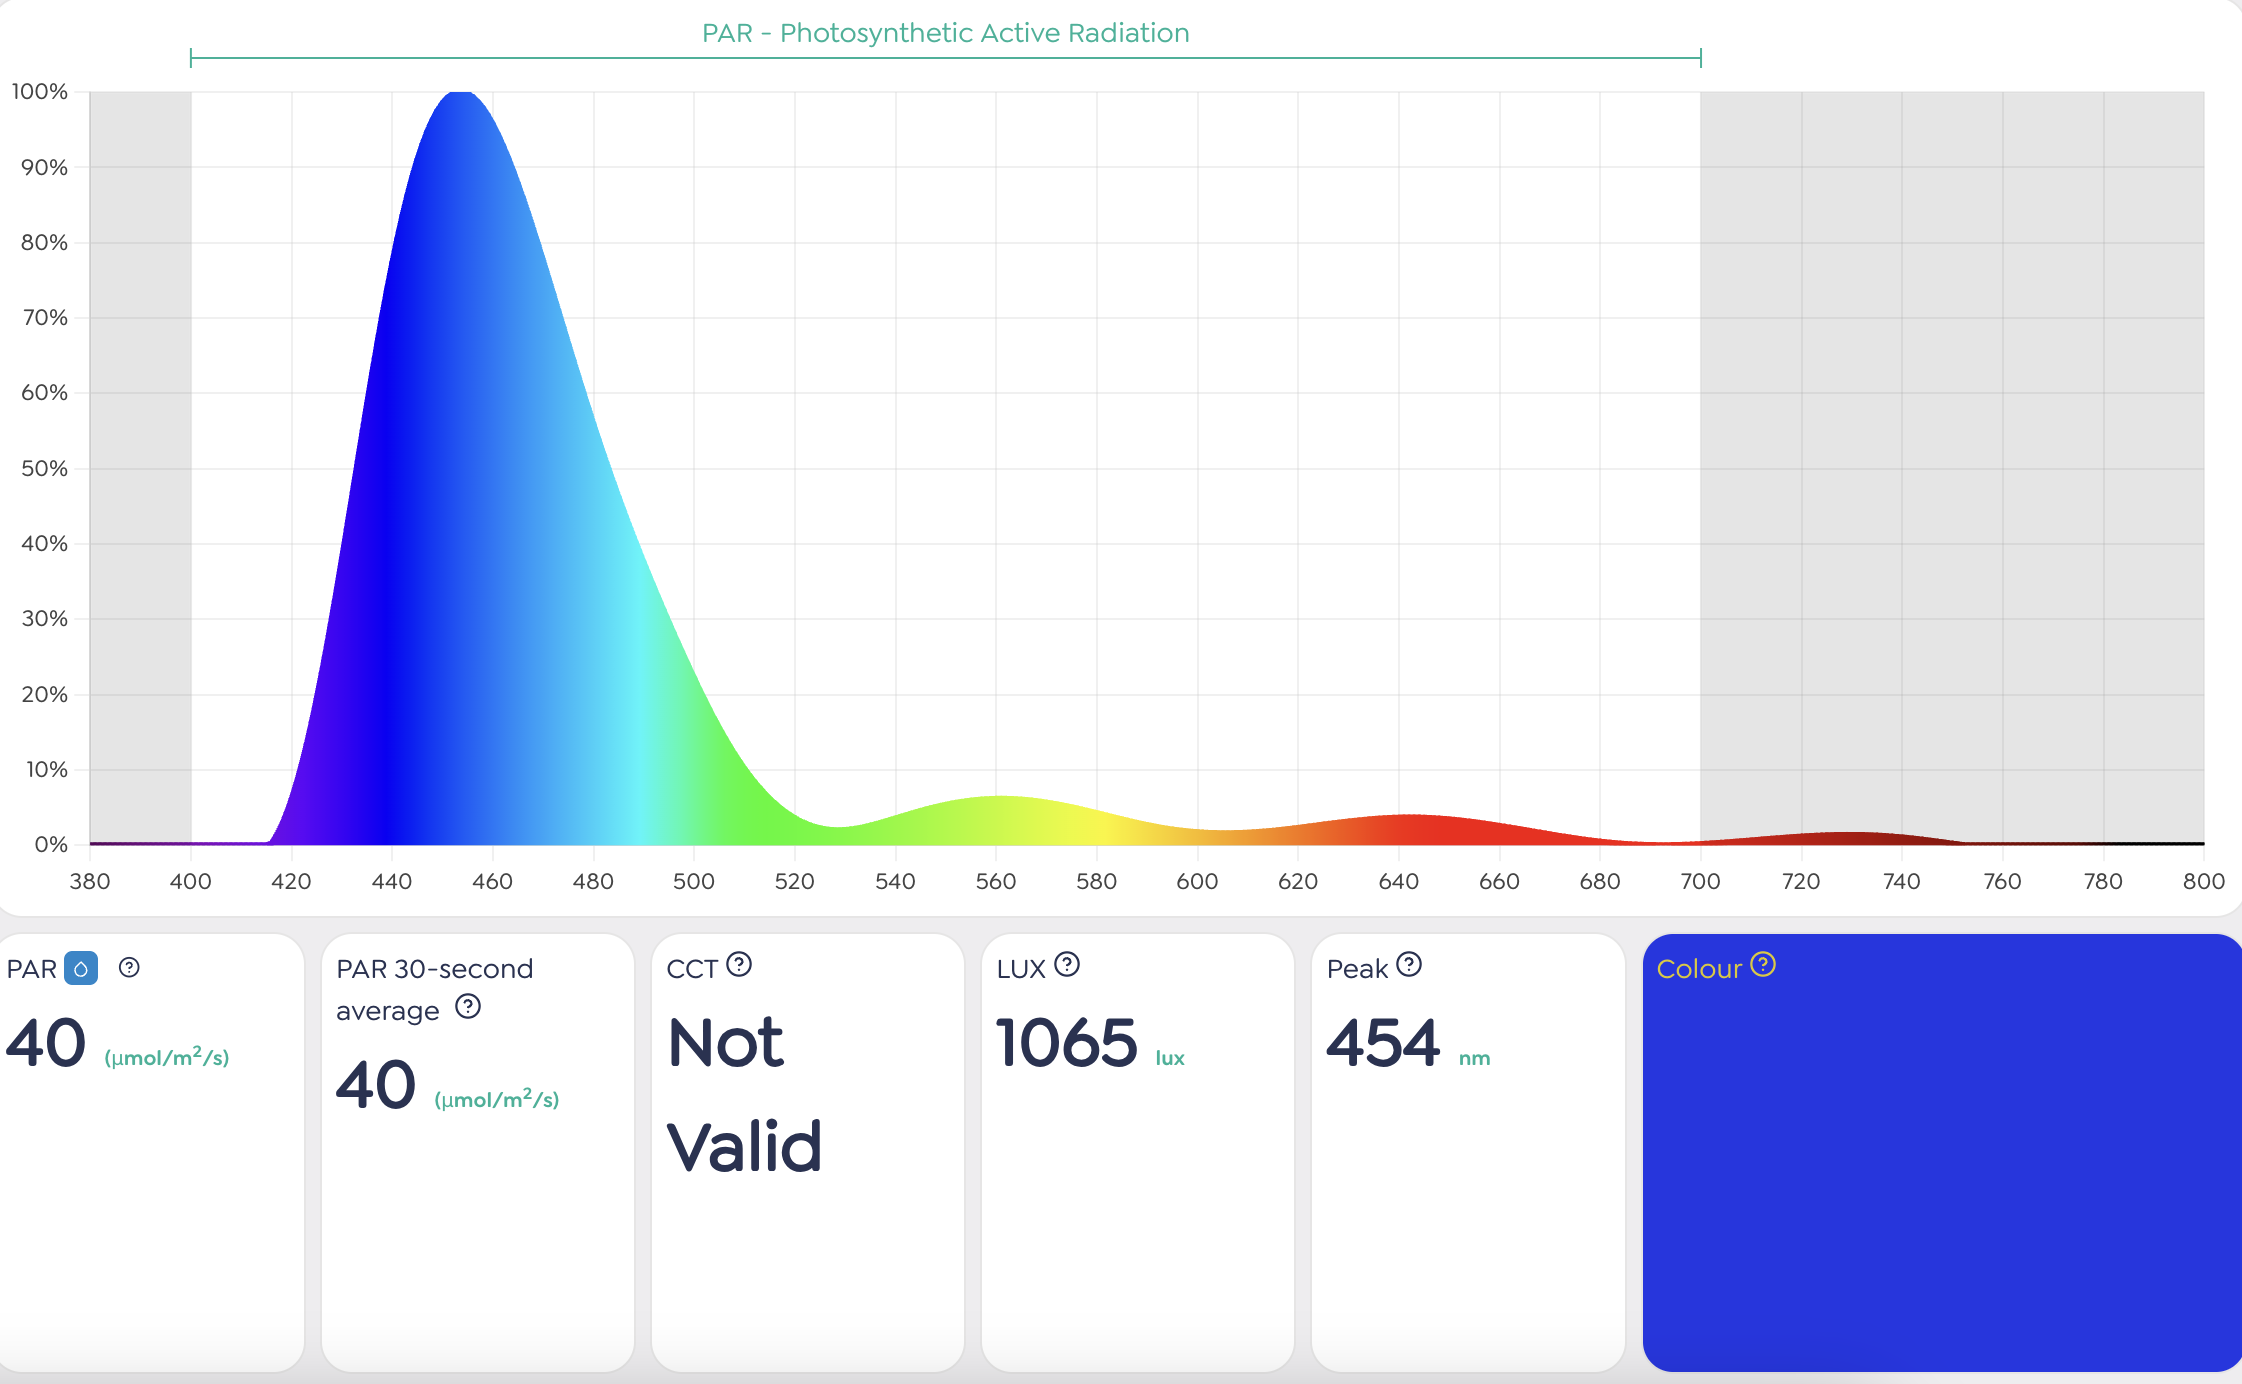 PAR - Photosynthetic Active Radiation
100%
90%
80%
70%
60%
50%
40%
30%
20%
10%
0%
380 400 420 440 460 480 500 520 540 560 580 600 620 640 660 680 700 720 740 760 780 800
PAR ?
40 (μmol/m²/s)
PAR 30-second
average ?
40 (μmol/m²/s)
CCT ?
Not
Valid
LUX ?
1065 lux
Peak ?
454 nm
Colour ?